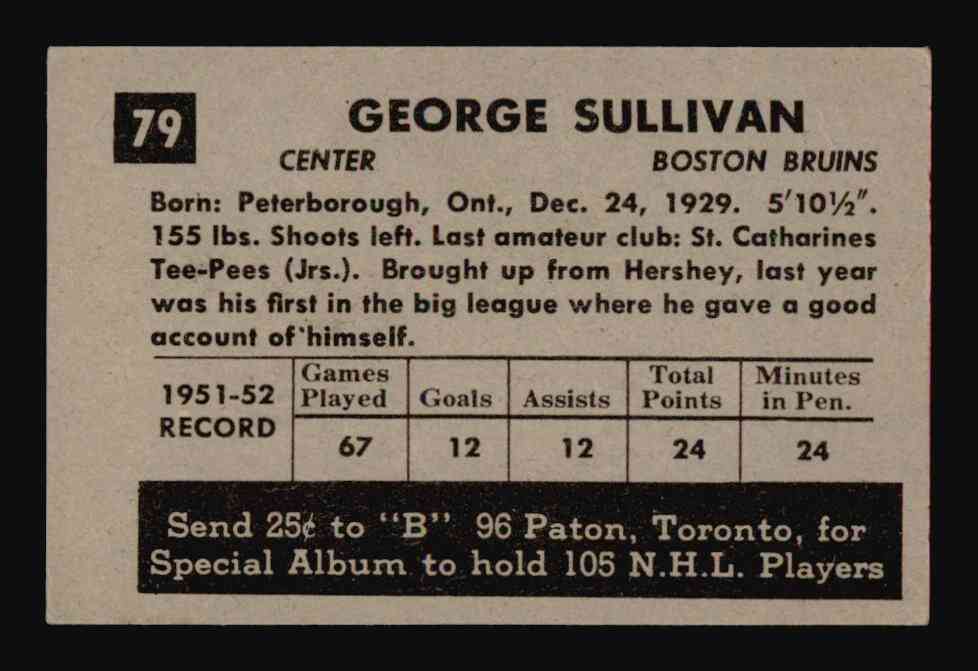 79
GEORGE SULLIVAN
CENTER BOSTON BRUINS
Born: Peterborough, Ont., Dec. 24, 1929. 5'10½".
155 lbs. Shoots left. Last amateur club: St. Catharines
Tee-Pees (Jrs.). Brought up from Hershey, last year
was his first in the big league where he gave a good
account of himself.
1951-52 RECORD
Games Played Goals Assists Total Points Minutes in Pen.
67 12 12 24 24
Send 25¢ to "B" 96 Paton, Toronto, for
Special Album to hold 105 N.H.L. Players